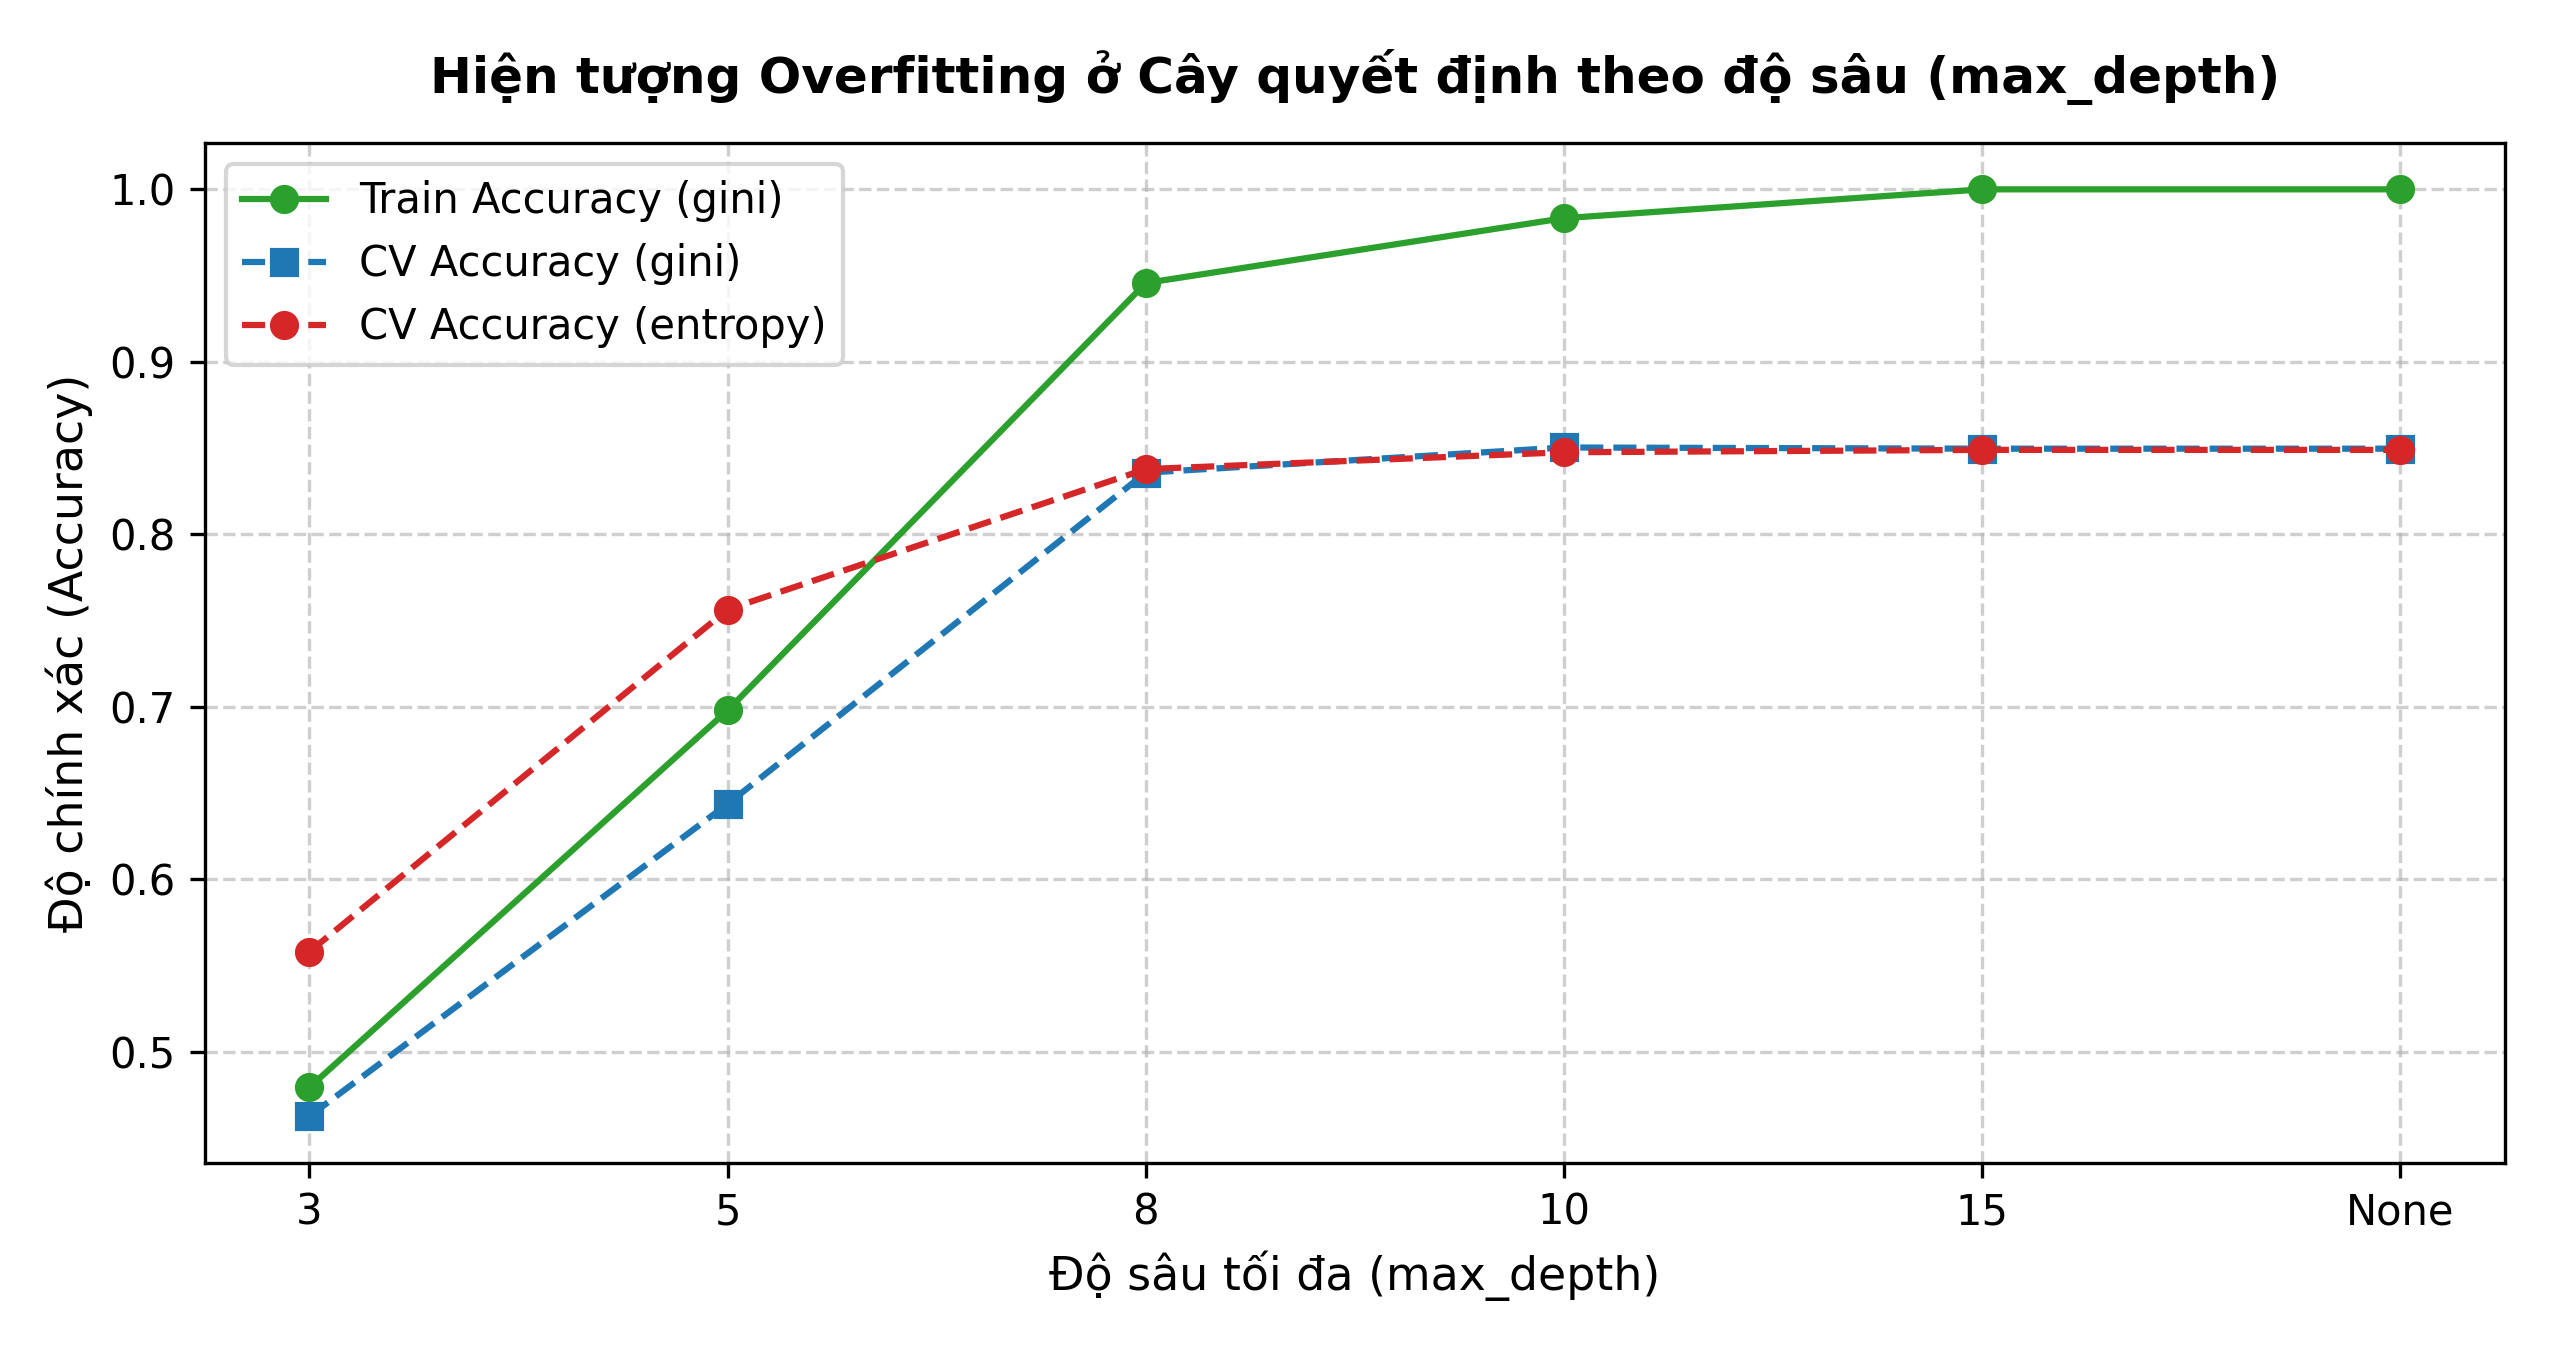 Hiện tượng Overfitting ở Cây quyết định theo độ sâu (max_depth)
Train Accuracy (gini)
CV Accuracy (gini)
CV Accuracy (entropy)
Độ chính xác (Accuracy)
1.0
0.9
0.8
0.7
0.6
0.5
3 5 8 10 15 None
Độ sâu tối đa (max_depth)